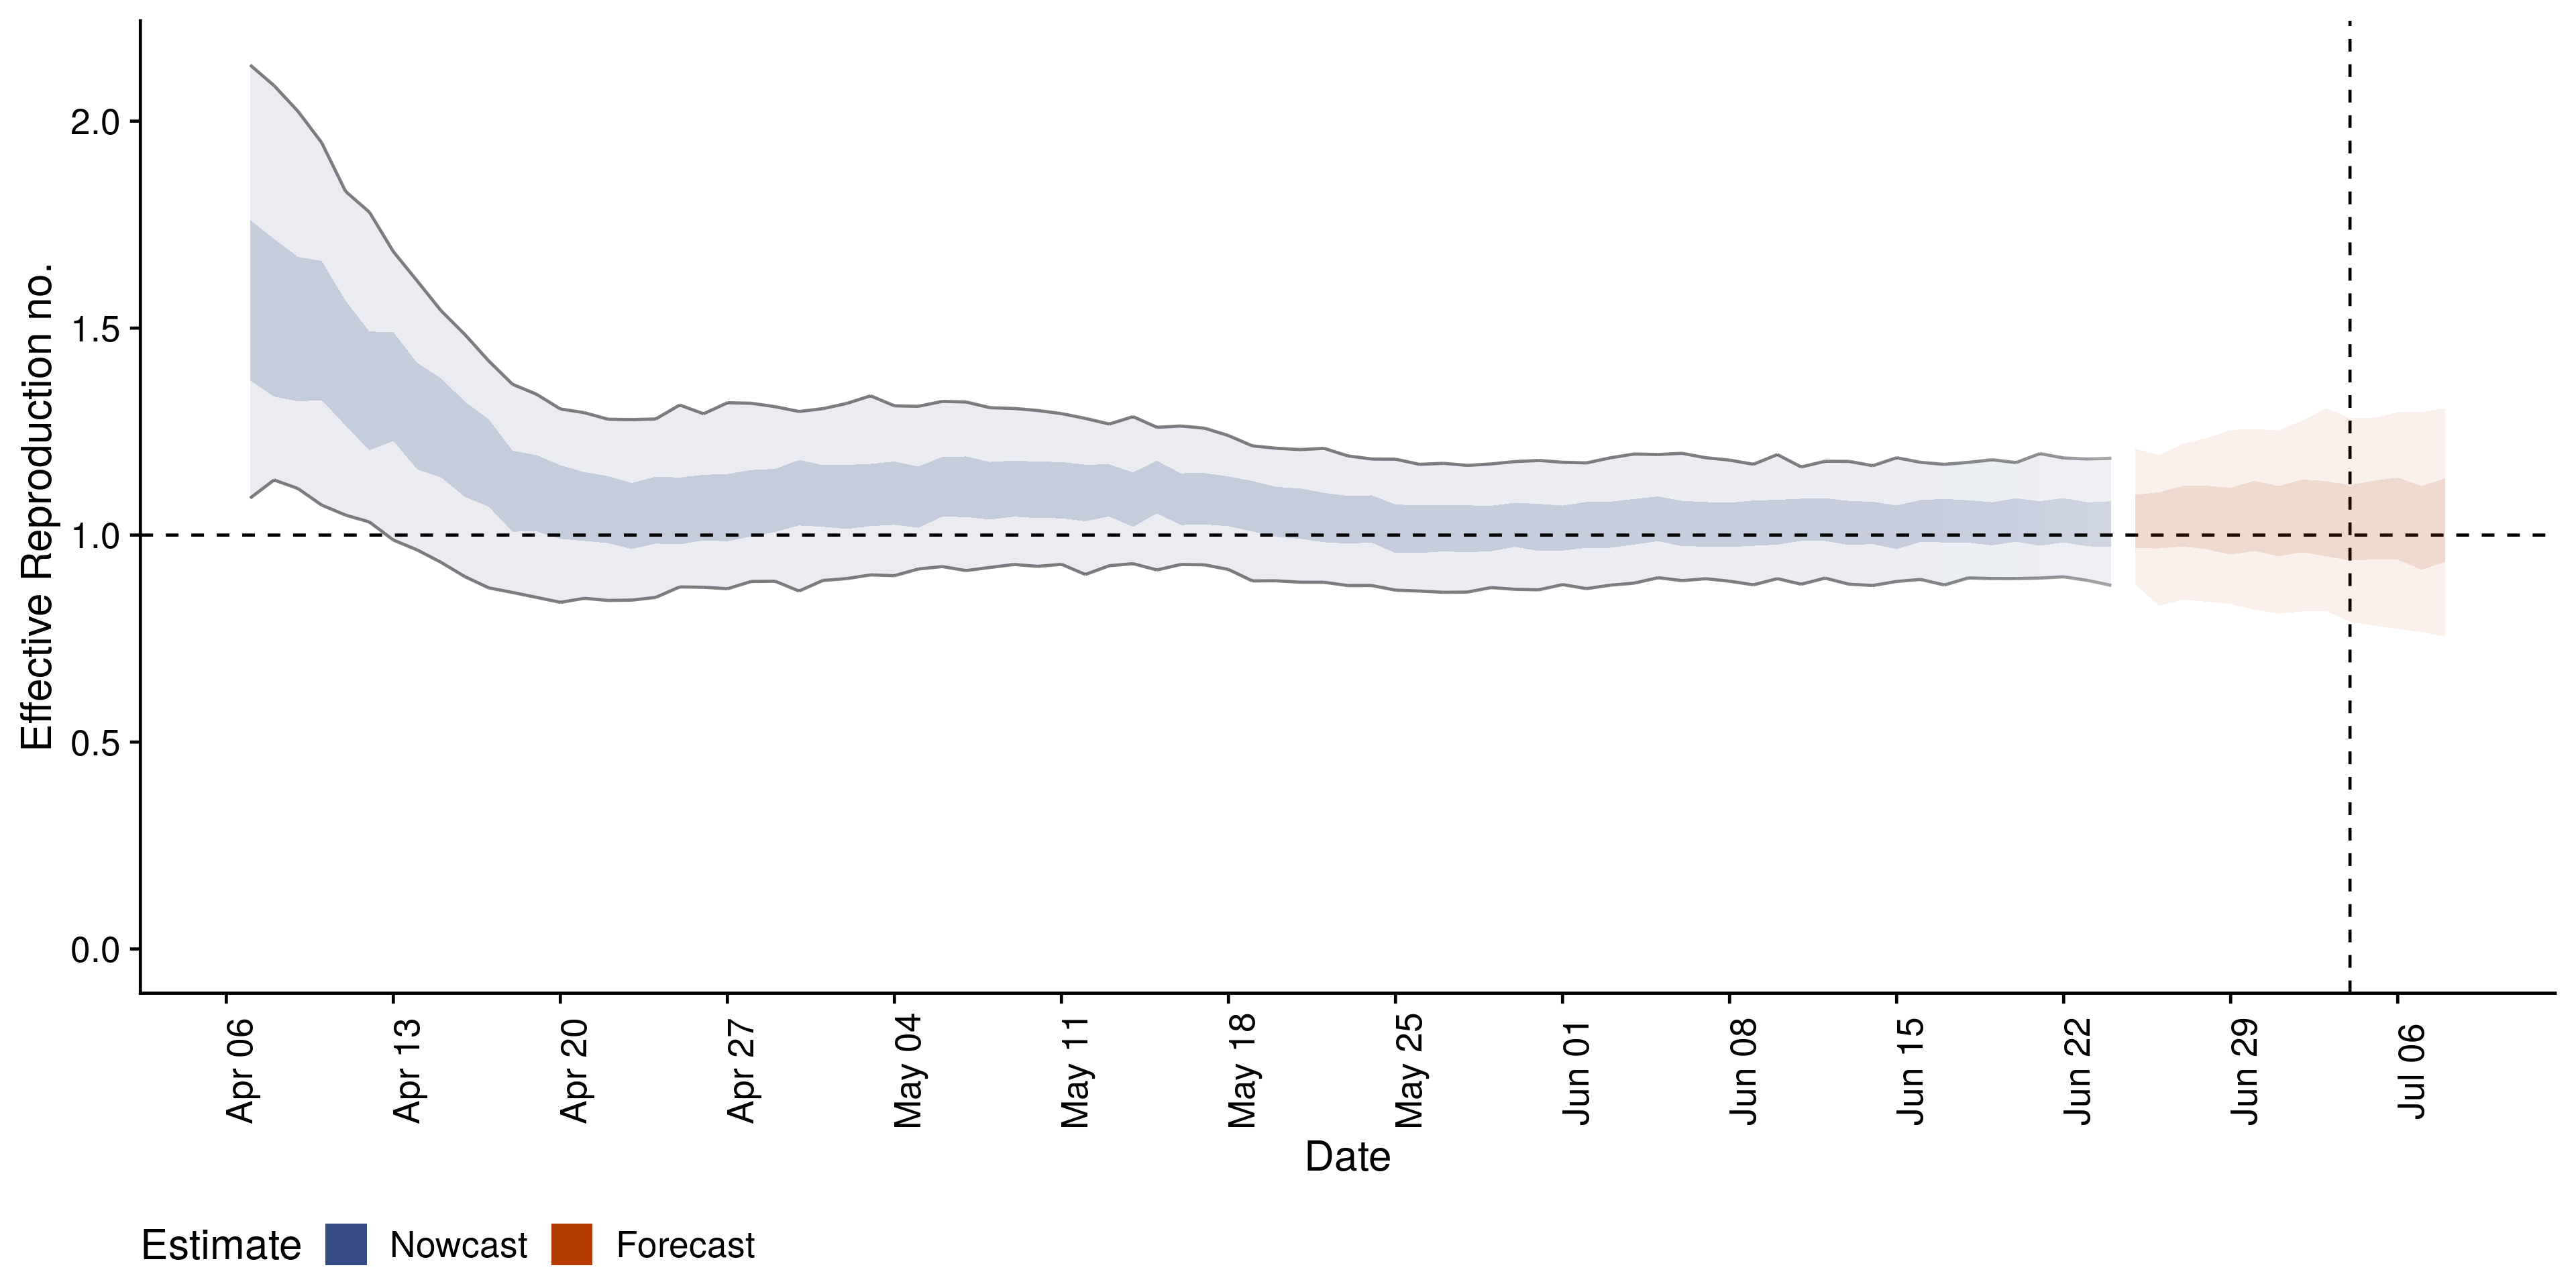 Effective Reproduction no.
2.0
1.5
1.0
0.5
0.0
Apr 06
Apr 13
Apr 20
Apr 27
May 04
May 11
May 18
May 25
Jun 01
Jun 08
Jun 15
Jun 22
Jun 29
Jul 06
Date
Estimate Nowcast Forecast